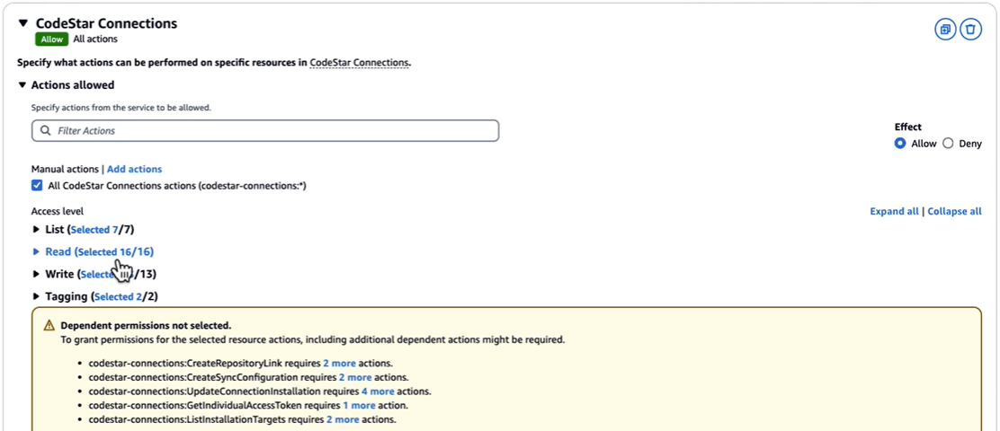 CodeStar Connections
Allow All actions
Specify what actions can be performed on specific resources in CodeStar Connections.
Actions allowed
Specify actions from the service to be allowed.
Filter Actions
Effect
Allow Deny
Manual actions | Add actions
All CodeStar Connections actions (codestar-connections:*)
Access level
Expand all | Collapse all
List (Selected 7/7)
Read (Selected 16/16)
Write (/13)
Tagging (Selected 2/2)
Dependent permissions not selected.
To grant permissions for the selected resource actions, including additional dependent actions might be required.
• codestar-connections:CreateRepositoryLink requires 2 more actions.
• codestar-connections:CreateSyncConfiguration requires 2 more actions.
• codestar-connections:UpdateConnectionInstallation requires 4 more actions.
• codestar-connections:GetIndividualAccessToken requires 1 more action.
• codestar-connections:ListInstallationTargets requires 2 more actions.